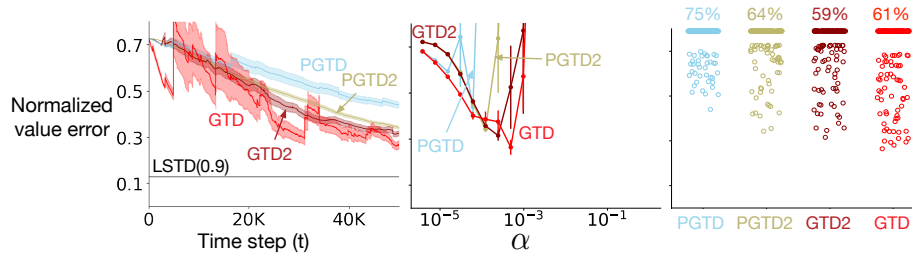 0.7
0.5
0.3
0.1
Normalized
value error
PGTD
PGTD2
GTD
GTD2
LSTD(0.9)
0
20K
40K
Time step (t)
GTD2
PGTD2
PGTD
GTD
10⁻⁵
10⁻³
10⁻¹
α
75%
64%
59%
61%
PGTD
PGTD2
GTD2
GTD